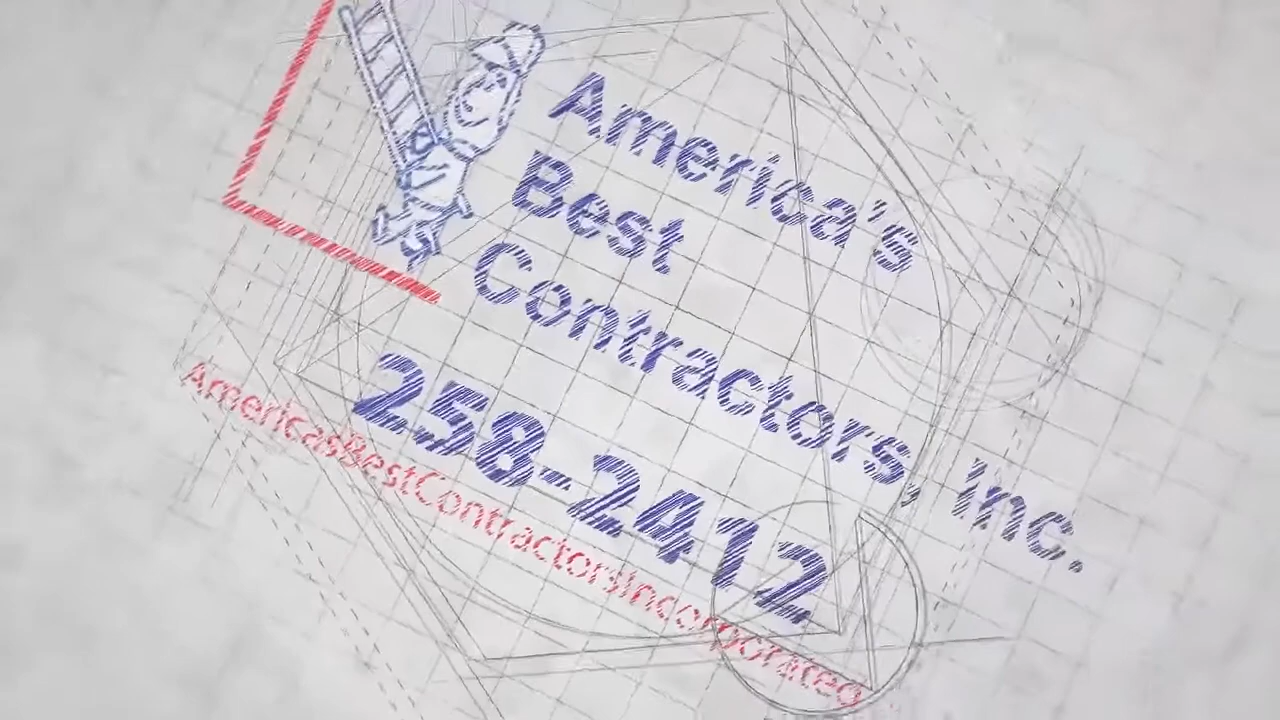 America's
Best
Contractors, Inc.
258-2412
AmericasBestContractorsIncorporated